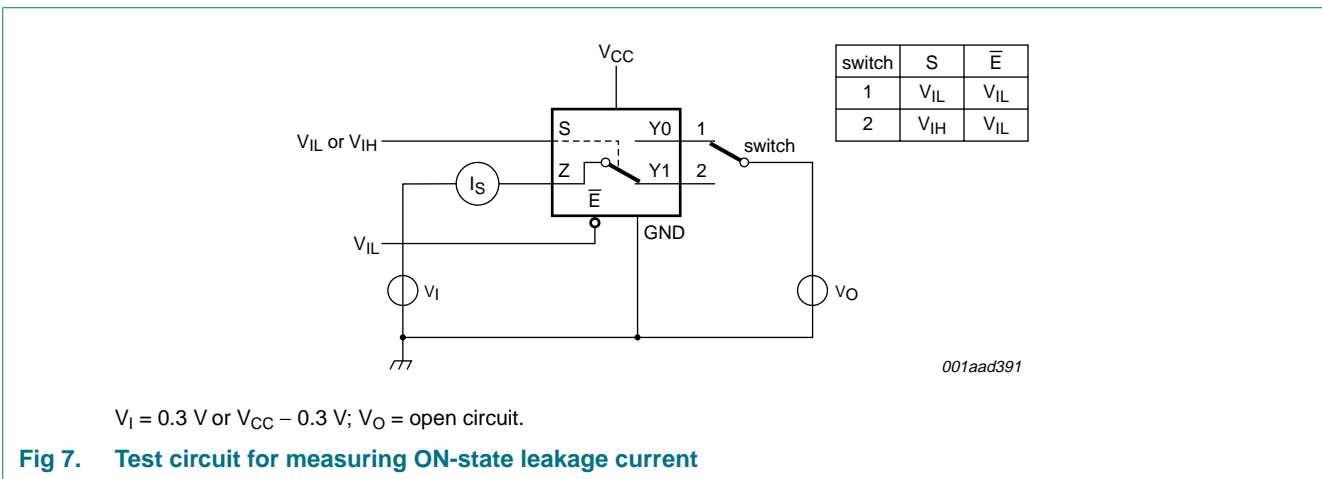 VCC
switch S E̅
1 VIL VIL
2 VIH VIL
VIL or VIH
S Y0 1
switch
IS
Z Y1 2
E̅
GND
VIL
VI
VO
001aad391
VI = 0.3 V or VCC − 0.3 V; VO = open circuit.
Fig 7. Test circuit for measuring ON-state leakage current